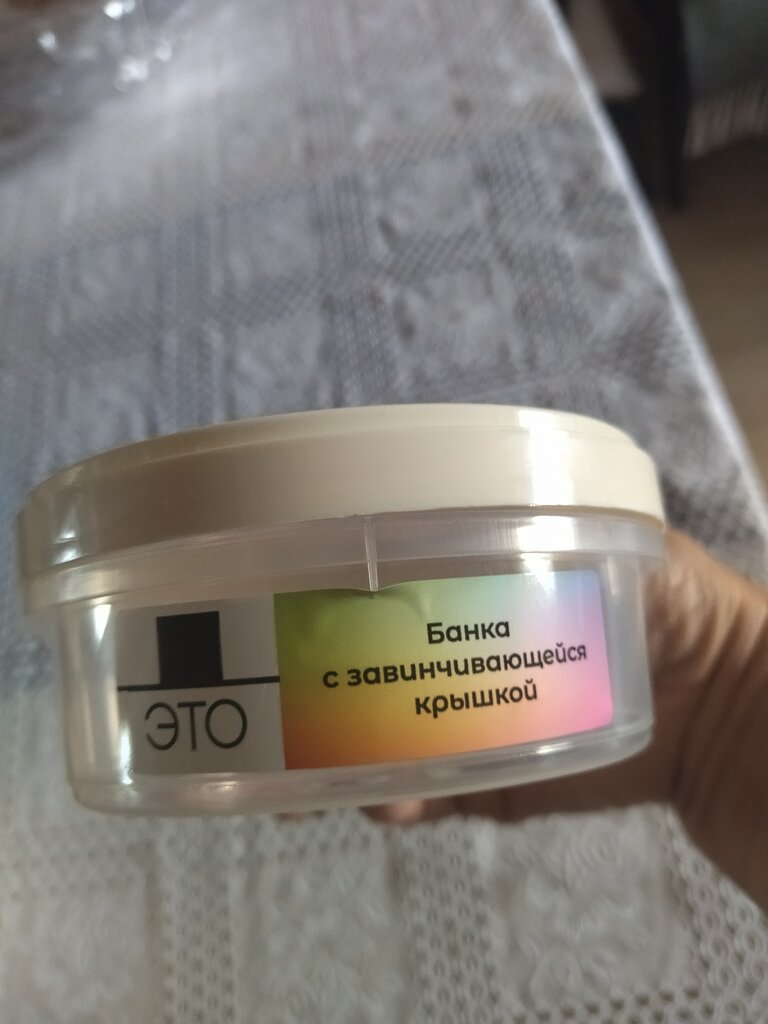 ЭТО
Банка
с завинчивающейся
крышкой